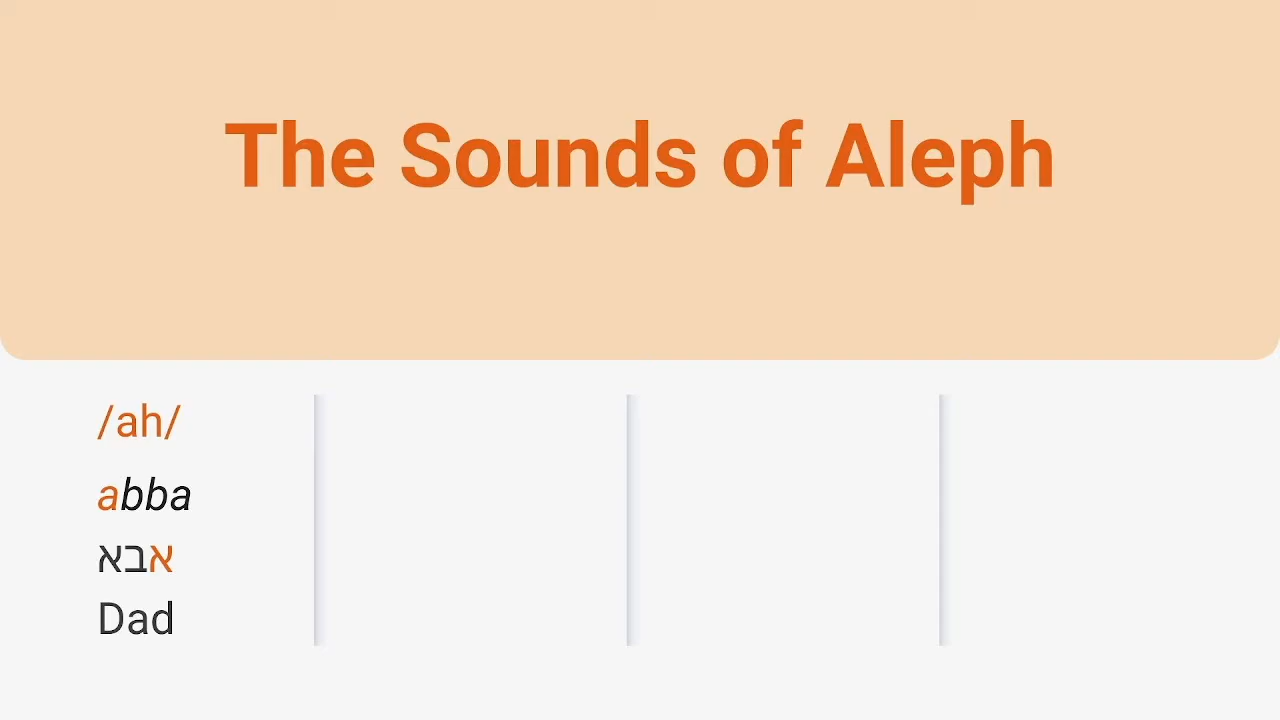 The Sounds of Aleph
/ah/
abba
אבא
Dad